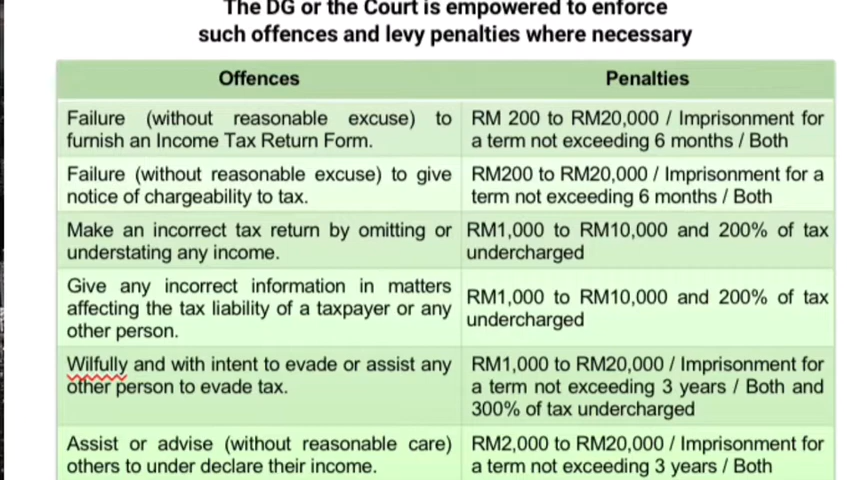 The DG or the Court is empowered to enforce
such offences and levy penalties where necessary
Offences
Penalties
Failure (without reasonable excuse) to
furnish an Income Tax Return Form.
RM 200 to RM20,000 / Imprisonment for
a term not exceeding 6 months / Both
Failure (without reasonable excuse) to give
notice of chargeability to tax.
RM200 to RM20,000 / Imprisonment for a
term not exceeding 6 months / Both
Make an incorrect tax return by omitting or
understating any income.
RM1,000 to RM10,000 and 200% of tax
undercharged
Give any incorrect information in matters
affecting the tax liability of a taxpayer or any
other person.
RM1,000 to RM10,000 and 200% of tax
undercharged
Wilfully and with intent to evade or assist any
other person to evade tax.
RM1,000 to RM20,000 / Imprisonment for
a term not exceeding 3 years / Both and
300% of tax undercharged
Assist or advise (without reasonable care)
others to under declare their income.
RM2,000 to RM20,000 / Imprisonment for
a term not exceeding 3 years / Both